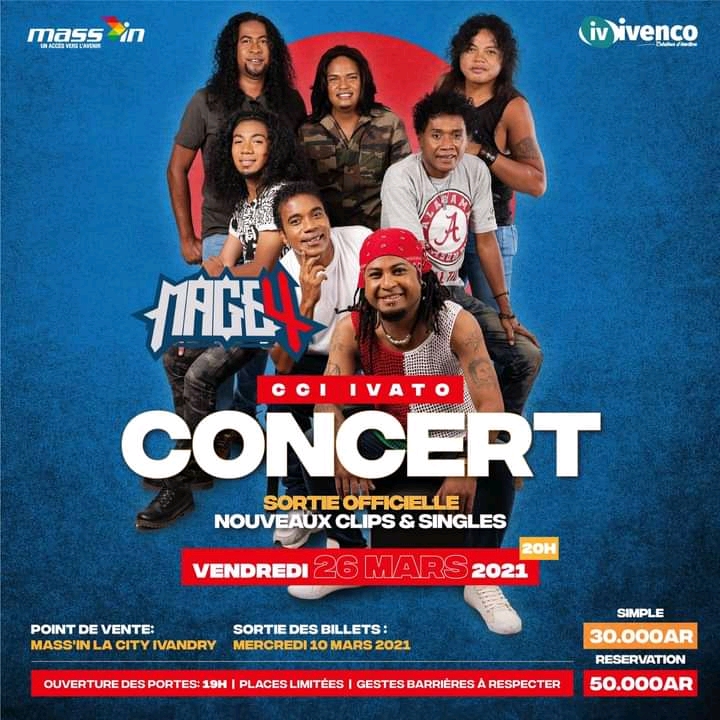 mass in
UN ACCÈS VERS L'AVENIR
iv ivenco
ALABAMA
A
MAGE4
CCI IVATO
CONCERT
SORTIE OFFICIELLE
NOUVEAUX CLIPS & SINGLES
20H
VENDREDI 26 MARS 2021
POINT DE VENTE:
MASS'IN LA CITY IVANDRY
SORTIE DES BILLETS :
MERCREDI 10 MARS 2021
SIMPLE
30.000AR
RESERVATION
50.000AR
OUVERTURE DES PORTES: 19H | PLACES LIMITÉES | GESTES BARRIÈRES À RESPECTER